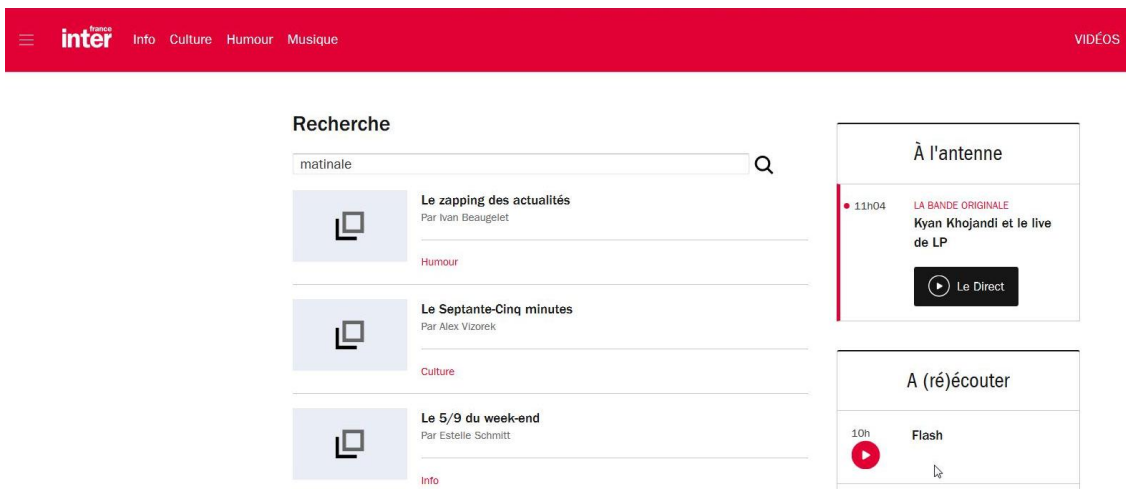 france
inter
Info Culture Humour Musique
VIDÉOS
Recherche
matinale
Le zapping des actualités
Par Ivan Beaugelet
Humour
Le Septante-Cinq minutes
Par Alex Vizorek
Culture
Le 5/9 du week-end
Par Estelle Schmitt
Info
À l'antenne
11h04
LA BANDE ORIGINALE
Kyan Khojandi et le live
de LP
Le Direct
A (ré)écouter
10h
Flash